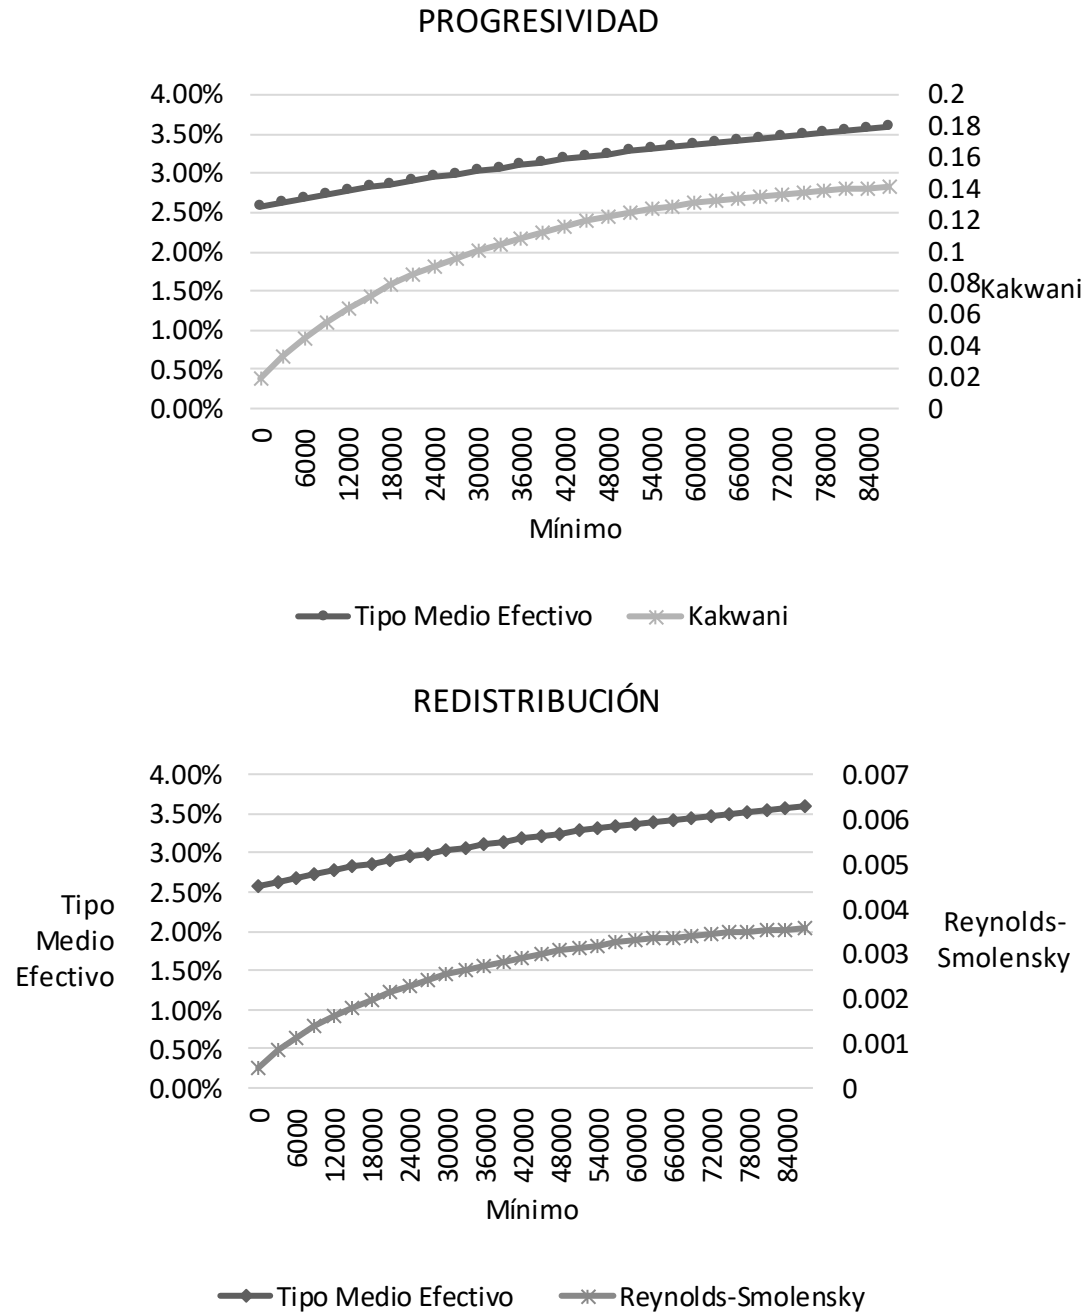 PROGRESIVIDAD
4.00%
3.50%
3.00%
2.50%
2.00%
1.50%
1.00%
0.50%
0.00%
0.2
0.18
0.16
0.14
0.12
0.1
0.08
0.06
0.04
0.02
0
Kakwani
0 6000 12000 18000 24000 30000 36000 42000 48000 54000 60000 66000 72000 78000 84000
Mínimo
Tipo Medio Efectivo Kakwani
REDISTRIBUCIÓN
4.00%
3.50%
3.00%
2.50%
2.00%
1.50%
1.00%
0.50%
0.00%
Tipo
Medio
Efectivo
0.007
0.006
0.005
0.004
0.003
0.002
0.001
0
Reynolds-
Smolensky
0 6000 12000 18000 24000 30000 36000 42000 48000 54000 60000 66000 72000 78000 84000
Mínimo
Tipo Medio Efectivo Reynolds-Smolensky